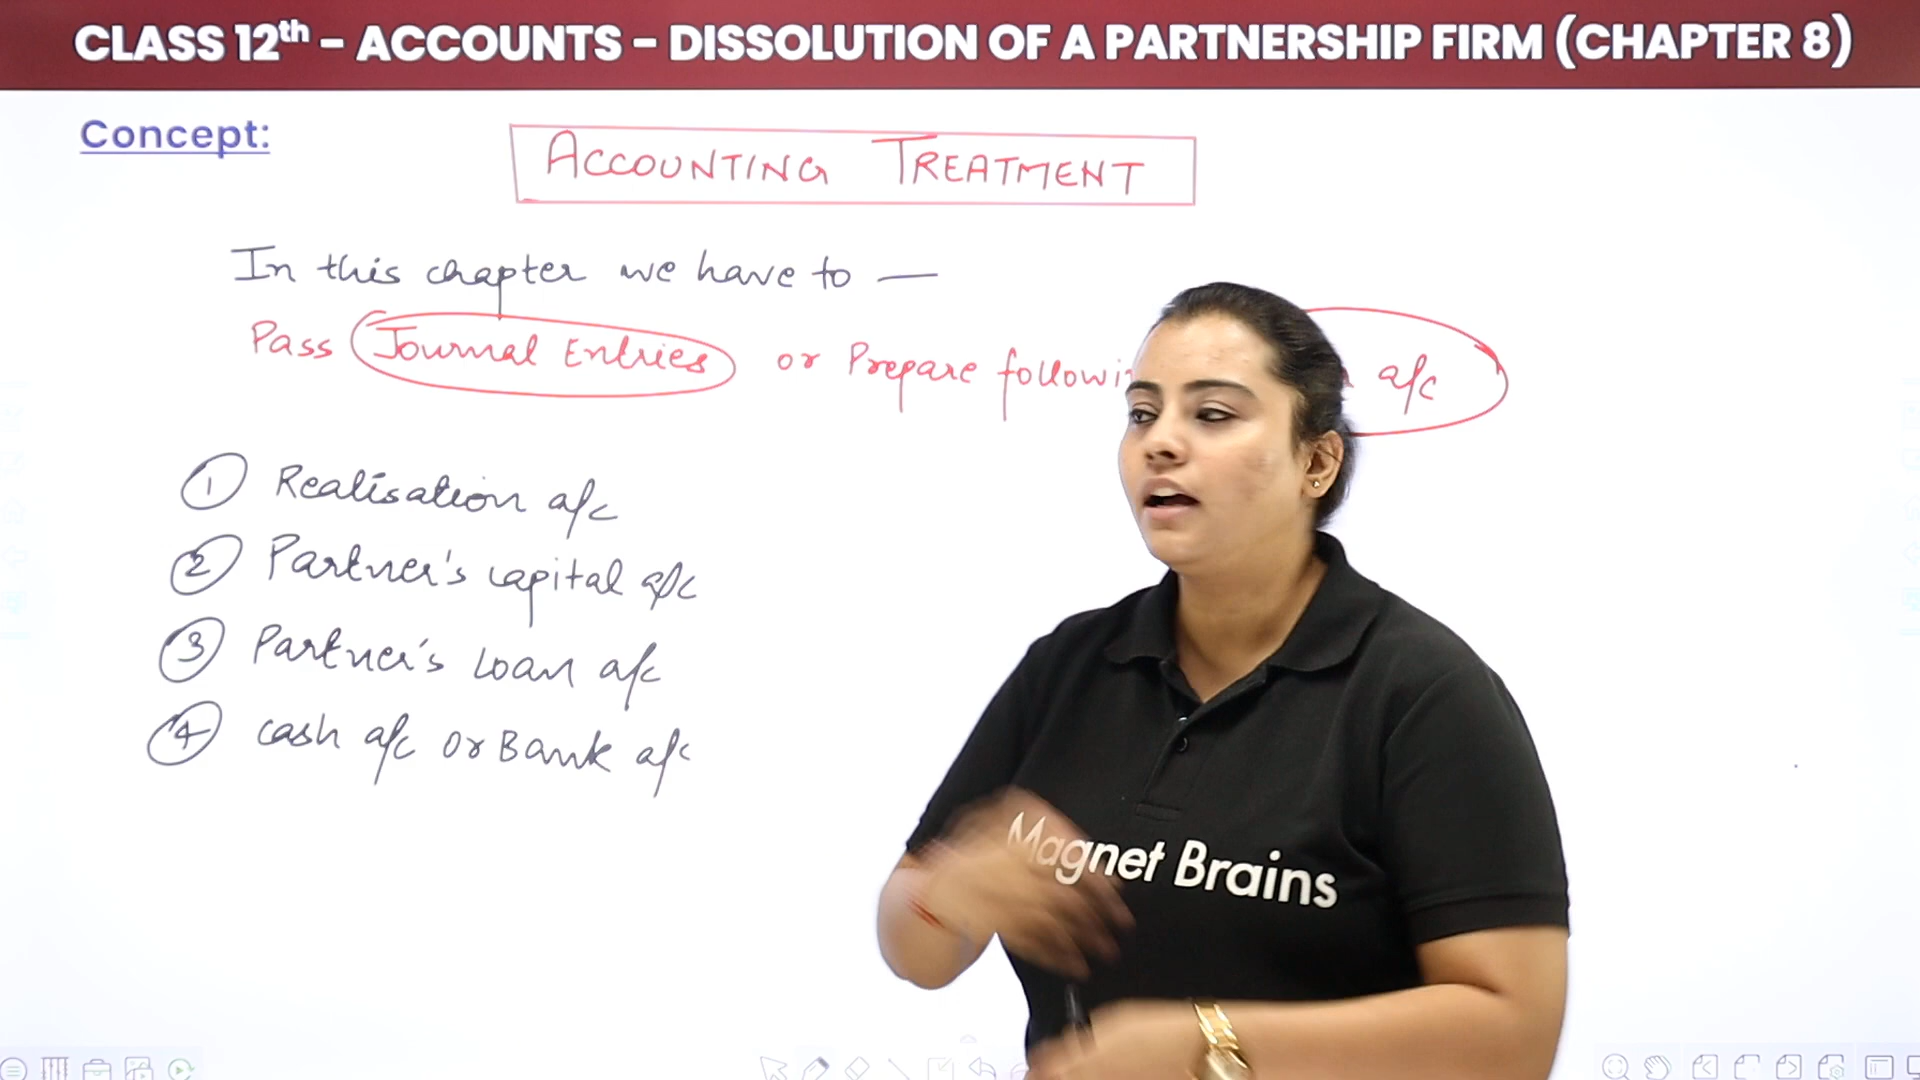 CLASS 12th - ACCOUNTS - DISSOLUTION OF A PARTNERSHIP FIRM (CHAPTER 8)
Concept:
ACCOUNTING TREATMENT
In this chapter we have to —
Pass Journal Entries or Prepare a/c
① Realisation a/c
② Partner's capital a/c
③ Partner's Loan a/c
④ cash a/c or Bank a/c
Magnet Brains